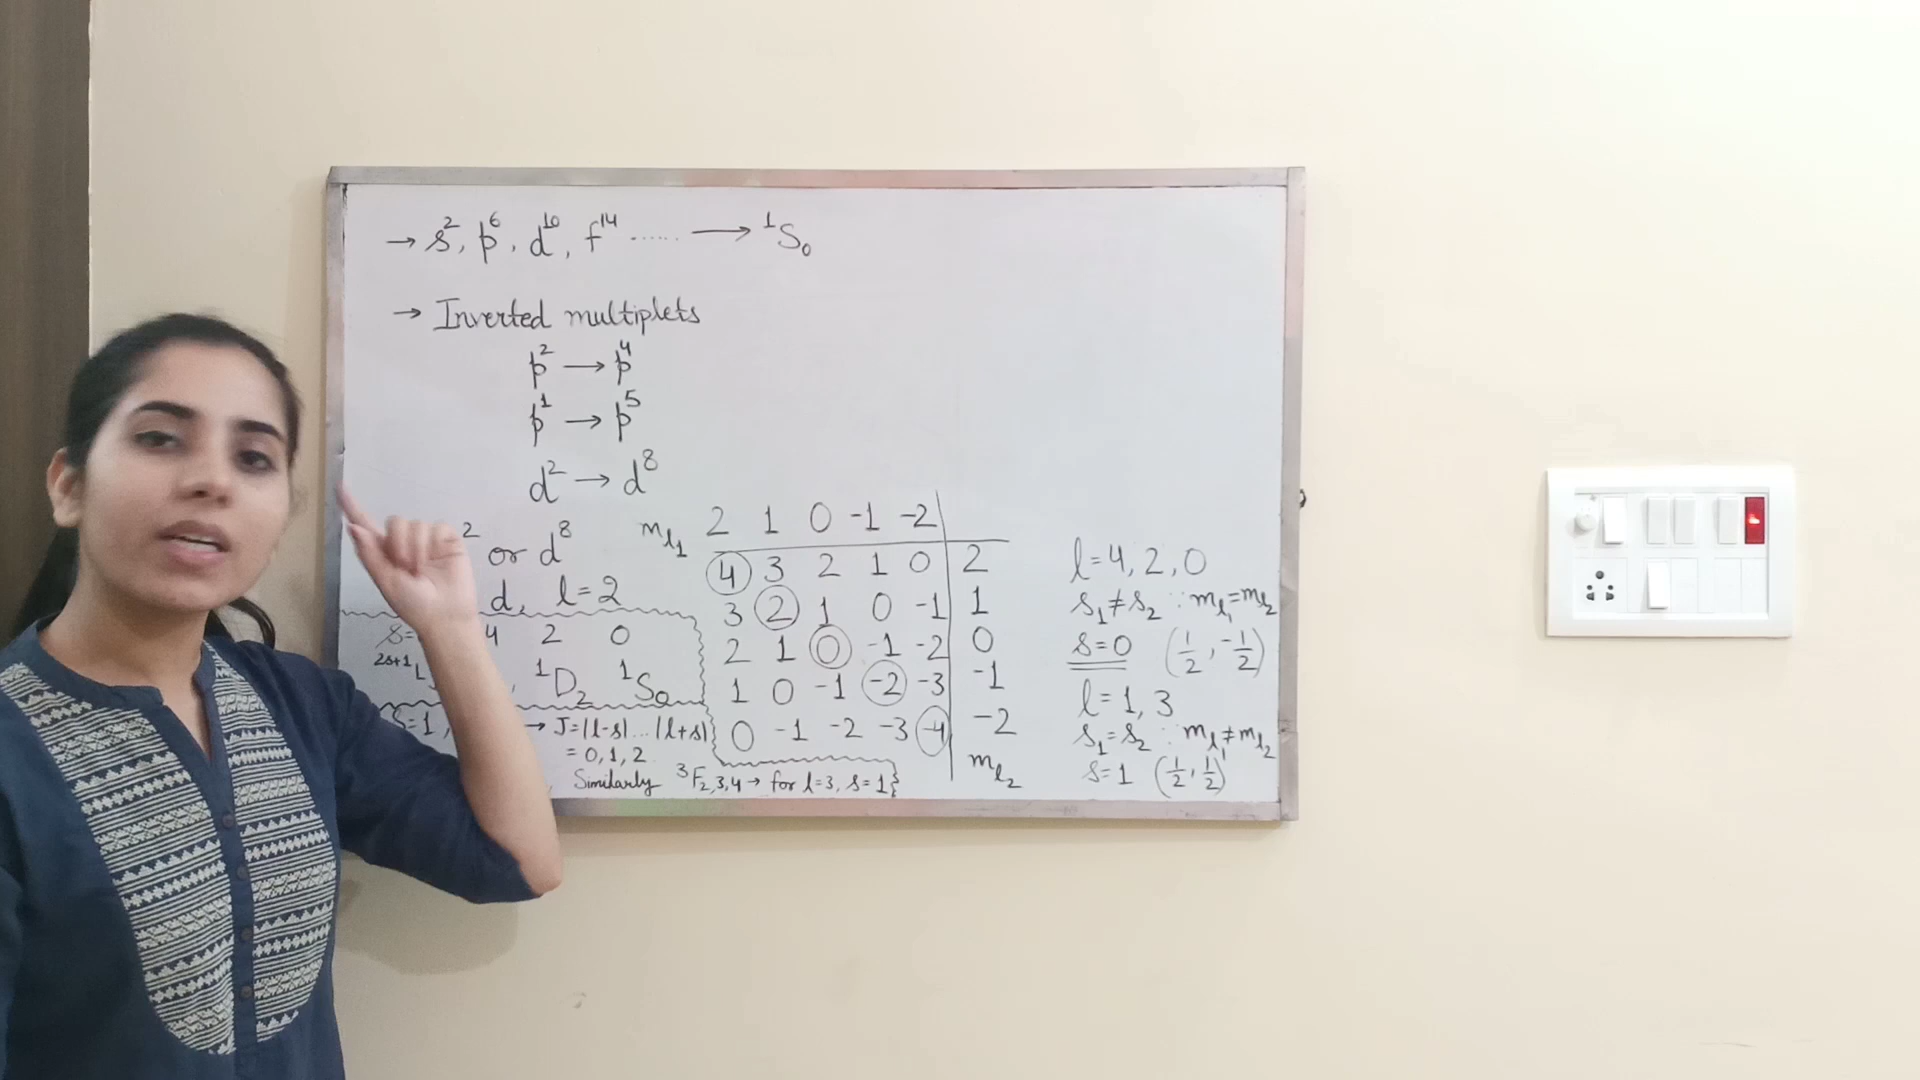 → s², p⁶, d¹⁰, f¹⁴ ...... → ¹S₀
→ Inverted multiplets
p² → p⁴
p¹ → p⁵
d² → d⁸
² or d⁸
d, l=2
s= 4 2 0
²ˢ⁺¹L , ¹D₂ ¹S₀
s=1, → J=|l-s| ... |l+s|}
= 0, 1, 2
Similarly ³F₂,₃,₄ → for l=3, s=1}
m_l₁ 2 1 0 -1 -2
4 3 2 1 0 2
3 2 1 0 -1 1
2 1 0 -1 -2 0
1 0 -1 -2 -3 -1
0 -1 -2 -3 -4 -2
m_l₂
l=4, 2, 0
s₁≠s₂ ∵ m_l₁=m_l₂
s=0 (1/2, -1/2)
l=1, 3
s₁=s₂ ∵ m_l₁≠m_l₂
s=1 (1/2, 1/2)